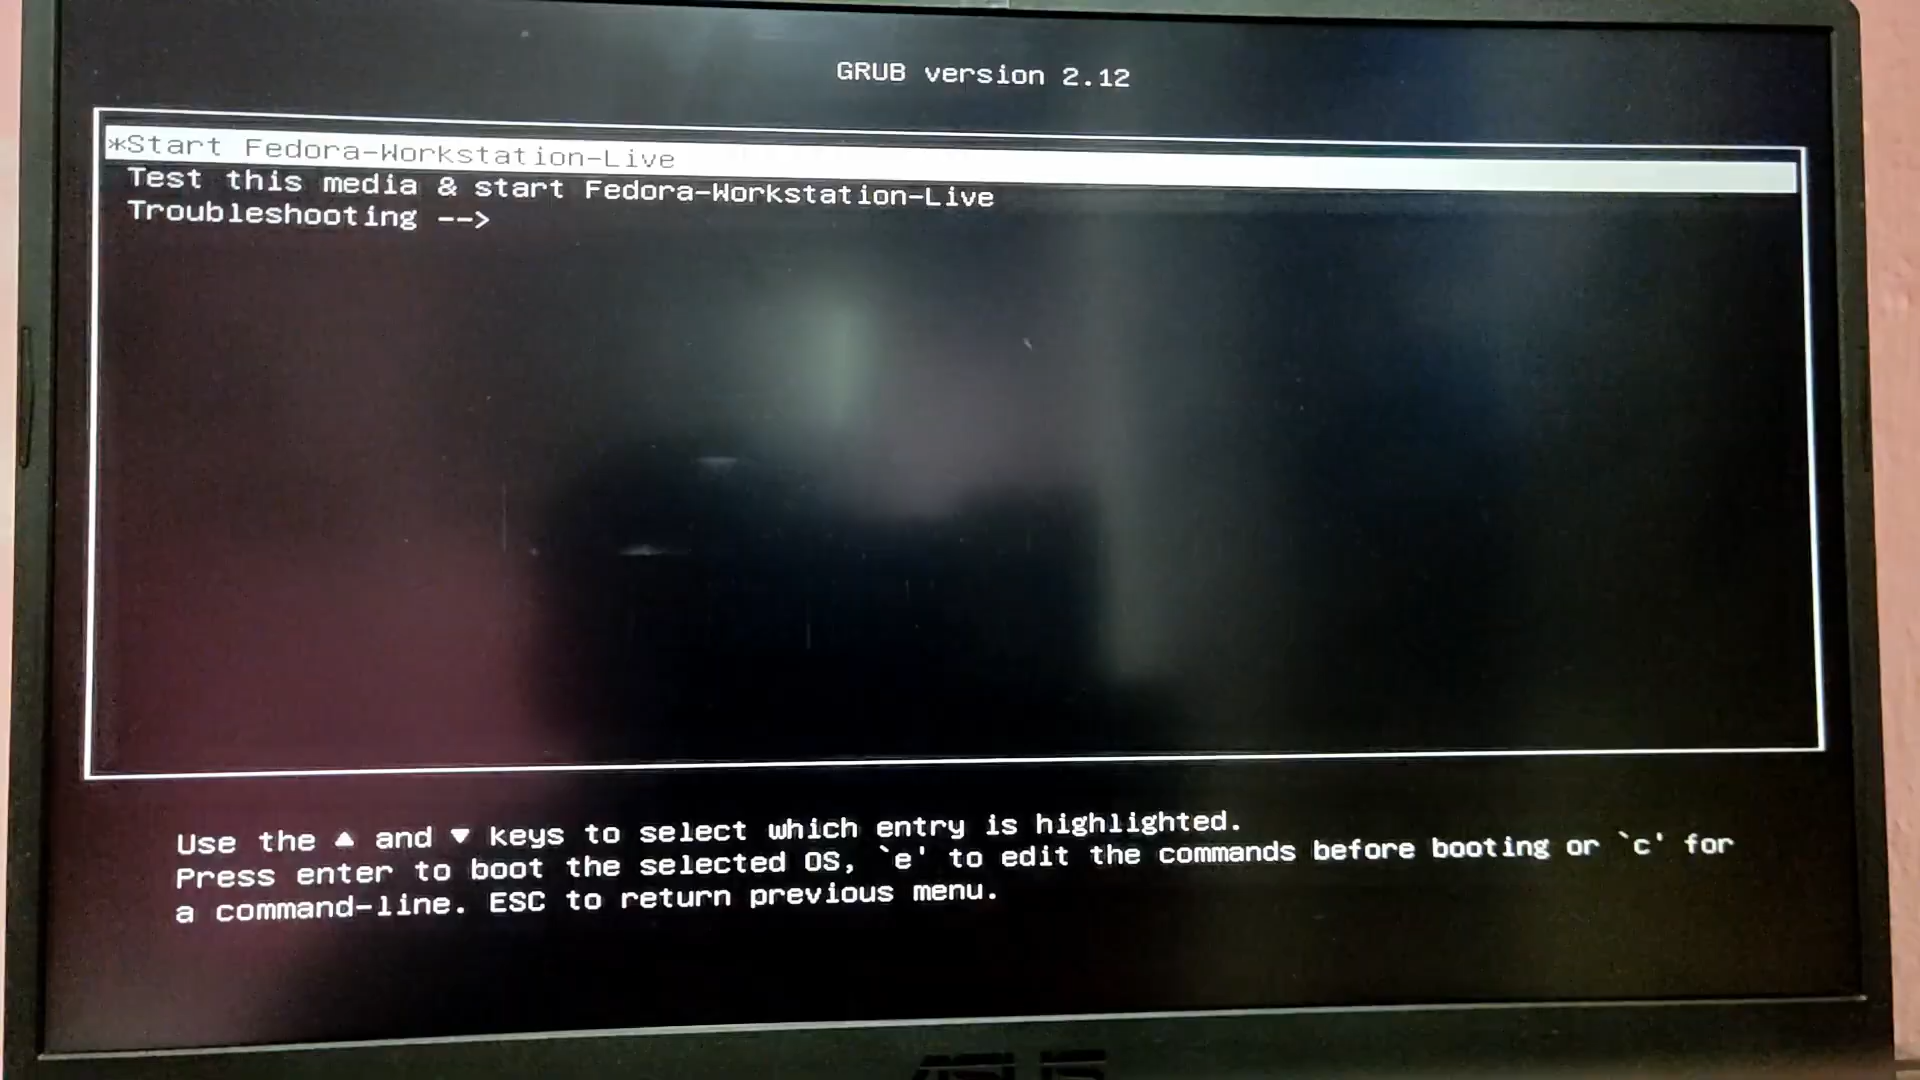 GRUB version 2.12
*Start Fedora-Workstation-Live
Test this media & start Fedora-Workstation-Live
Troubleshooting -->
Use the ▲ and ▼ keys to select which entry is highlighted.
Press enter to boot the selected OS, `e' to edit the commands before booting or `c' for
a command-line. ESC to return previous menu.
ASUS